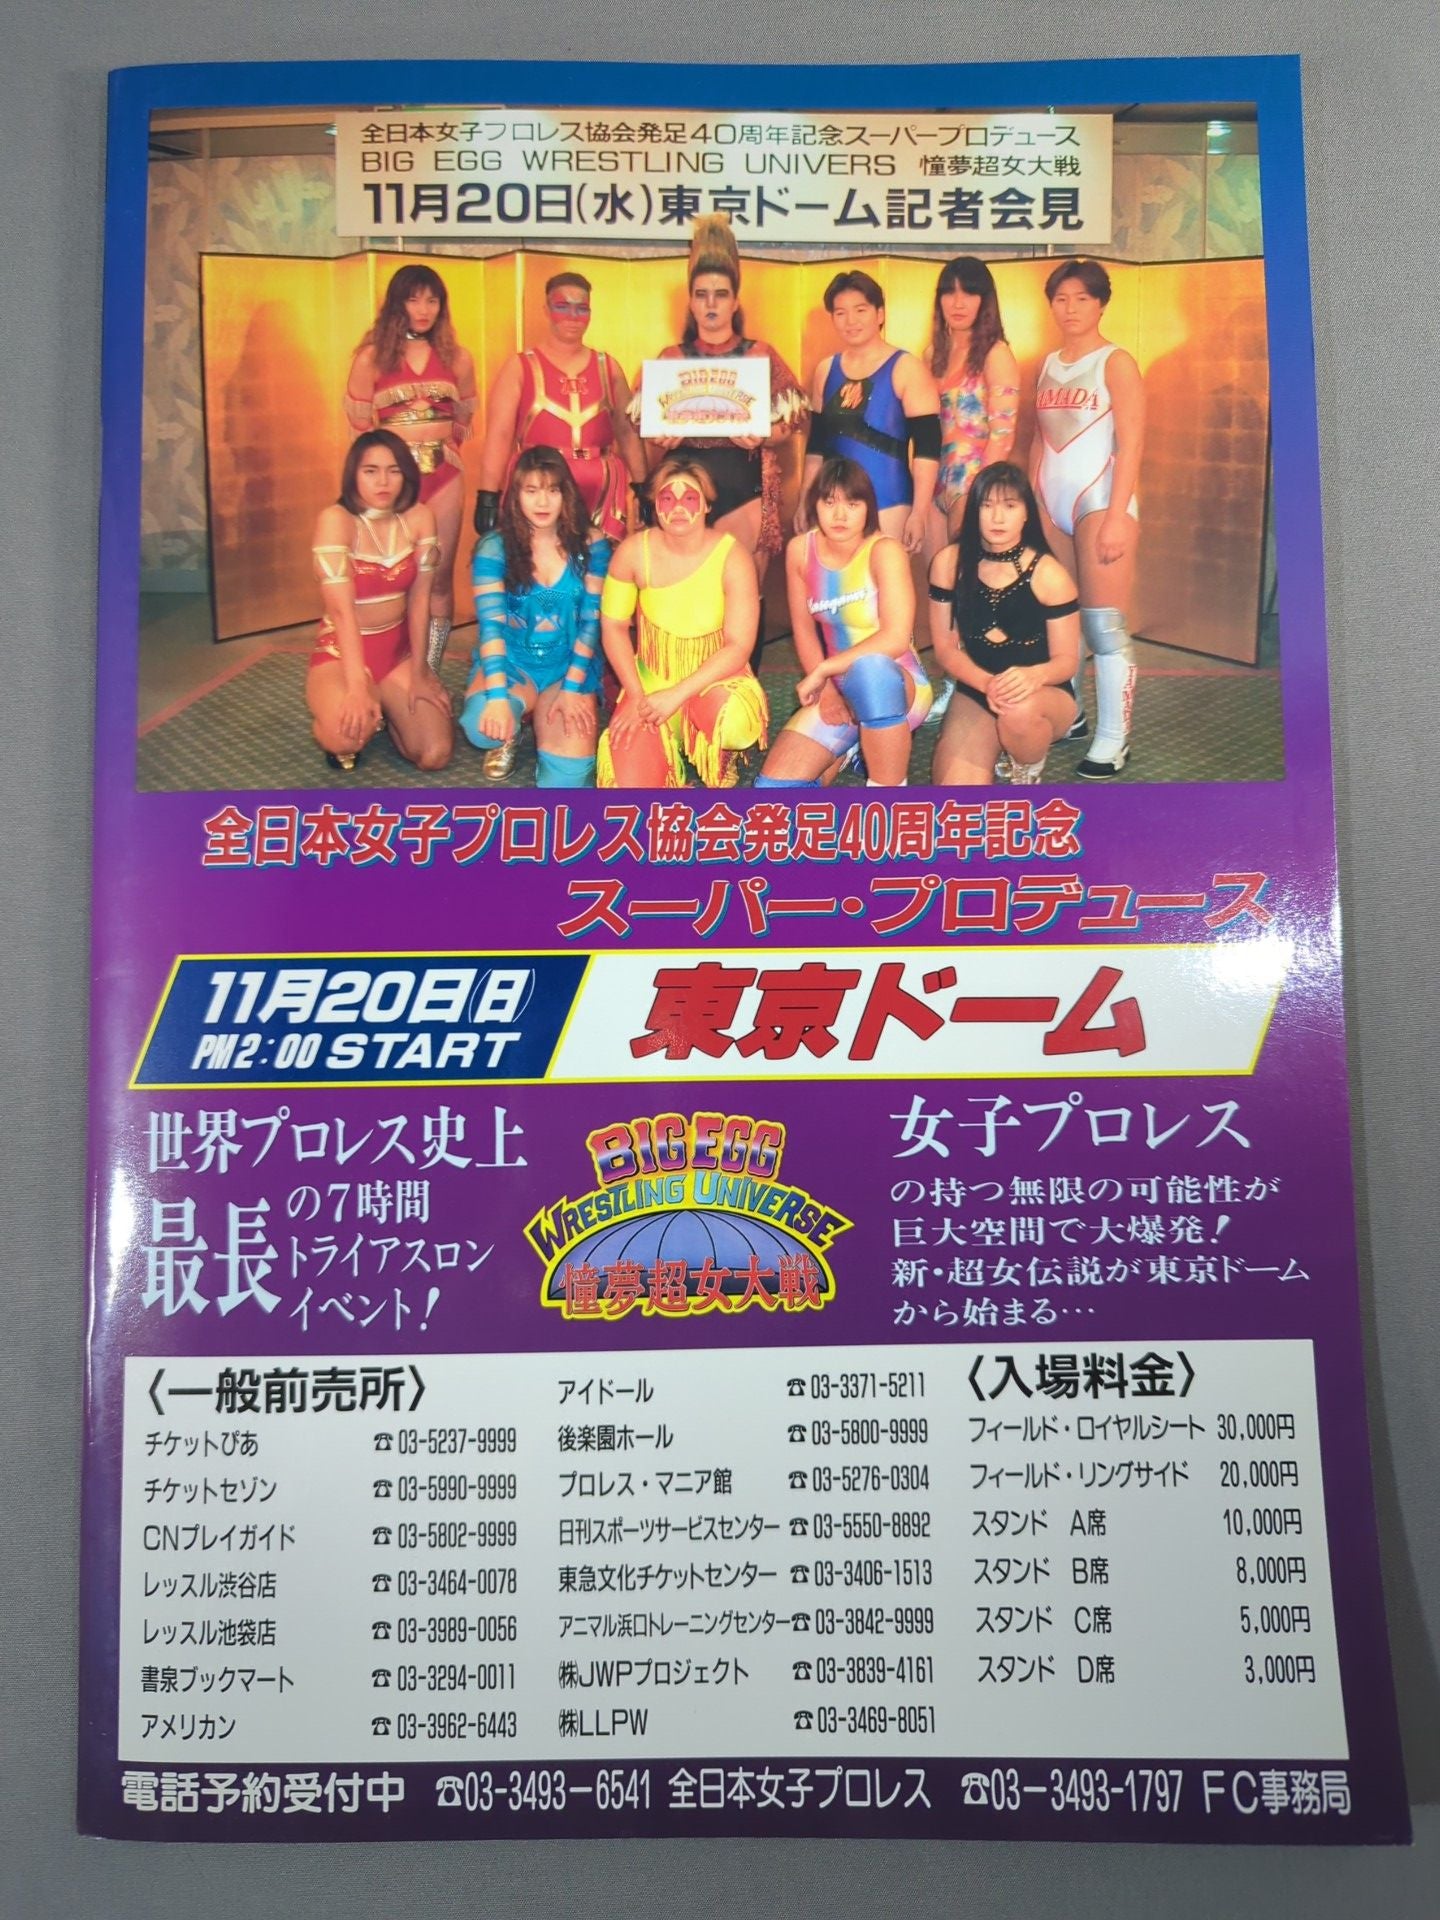 全日本女子プロレス協会発足40周年記念スーパープロデュース
BIG EGG WRESTLING UNIVERS 憧夢超女大戦
11月20日(水)東京ドーム記者会見
BIG EGG
WRESTLING UNIVERSE
憧夢超女大戦
YAMADA
Hasegawa
全日本女子プロレス協会発足40周年記念
スーパー・プロデュース
11月20日(日)
PM2:00 START
東京ドーム
世界プロレス史上
最長の7時間
トライアスロン
イベント!
BIG EGG
WRESTLING UNIVERSE
憧夢超女大戦
女子プロレス
の持つ無限の可能性が
巨大空間で大爆発!
新・超女伝説が東京ドーム
から始まる…
〈一般前売所〉
チケットぴあ ☎03-5237-9999
チケットセゾン ☎03-5990-9999
CNプレイガイド ☎03-5802-9999
レッスル渋谷店 ☎03-3464-0078
レッスル池袋店 ☎03-3989-0056
書泉ブックマート ☎03-3294-0011
アメリカン ☎03-3962-6443
アイドール ☎03-3371-5211
後楽園ホール ☎03-5800-9999
プロレス・マニア館 ☎03-5276-0304
日刊スポーツサービスセンター ☎03-5550-8892
東急文化チケットセンター ☎03-3406-1513
アニマル浜口トレーニングセンター ☎03-3842-9999
㈱JWPプロジェクト ☎03-3839-4161
㈱LLPW ☎03-3469-8051
〈入場料金〉
フィールド・ロイヤルシート 30,000円
フィールド・リングサイド 20,000円
スタンド A席 10,000円
スタンド B席 8,000円
スタンド C席 5,000円
スタンド D席 3,000円
電話予約受付中 ☎03-3493-6541 全日本女子プロレス ☎03-3493-1797 FC事務局